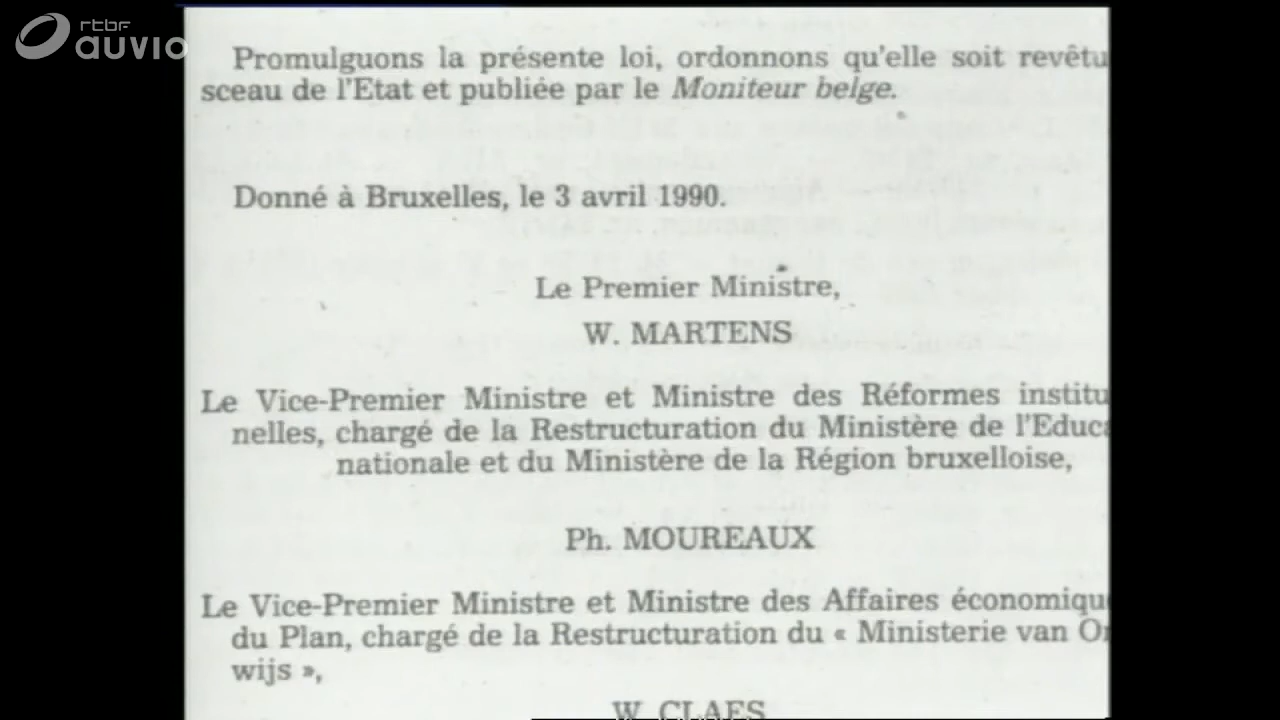 rtbf
auvio
Promulguons la présente loi, ordonnons qu'elle soit revêtu
sceau de l'Etat et publiée par le Moniteur belge.
Donné à Bruxelles, le 3 avril 1990.
Le Premier Ministre,
W. MARTENS
Le Vice-Premier Ministre et Ministre des Réformes institu
nelles, chargé de la Restructuration du Ministère de l'Educa
nationale et du Ministère de la Région bruxelloise,
Ph. MOUREAUX
Le Vice-Premier Ministre et Ministre des Affaires économiqu
du Plan, chargé de la Restructuration du « Ministerie van On
wijs »,
W. CLAES